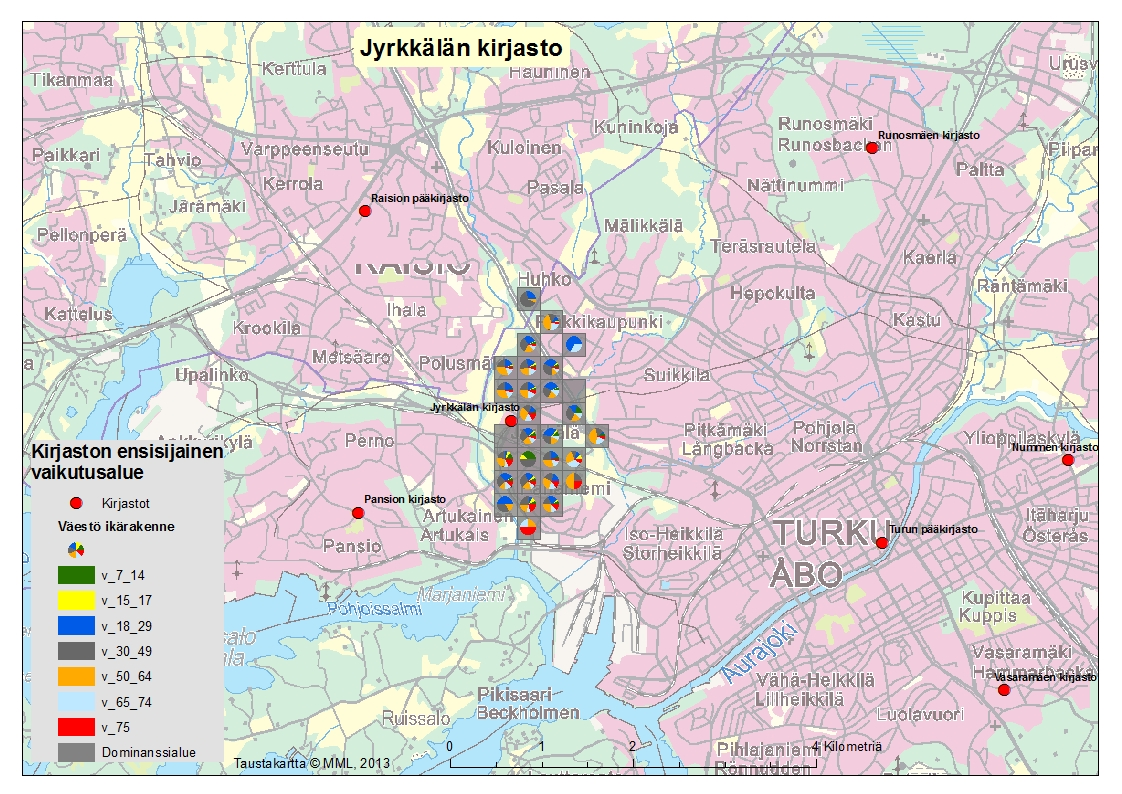 Jyrkkälän kirjasto
Tikanmaa
Kerttula
Hauninen
Kuninkoja
Runosmäki
Runosmäen kirjasto
Paikkari
Tahvio
Varppeenseutu
Kuloinen
Paltta
Kerrola
Pasala
Nättinummi
Raision pääkirjasto
Järämäki
Mälikkälä
Pellonperä
Teräsrautela
Kaerla
RAISIO
Huhko
Räntämäki
Hepokulta
Kattelus
Ihala
Krookila
Kastu
Metsäaro
Upalinko
Suikkila
Jyrkkälän kirjasto
Perno
Pitkämäki
Långbacka
Pohjola
Norrstan
Ylioppilaskylä
Nummen kirjasto
Pansion kirjasto
Pansio
Artukainen
Artukais
Iso-Heikkilä
Storheikkilä
TURKU
ÅBO
Turun pääkirjasto
Itäharju
Österås
Marjaniemi
Pohjoissalmi
Kupittaa
Kuppis
Aurajoki
Vasaramäki
Vasaramäen kirjasto
Pikisaari
Beckholmen
Vähä-Heikkilä
Lillheikkilä
Ruissalo
Luolavuori
Pihlajaniemi
Rönnudden
Kirjaston ensisijainen
vaikutusalue
Kirjastot
Väestö ikärakenne
v_7_14
v_15_17
v_18_29
v_30_49
v_50_64
v_65_74
v_75
Dominanssialue
Taustakartta © MML, 2013
0 1 2 4 Kilometriä